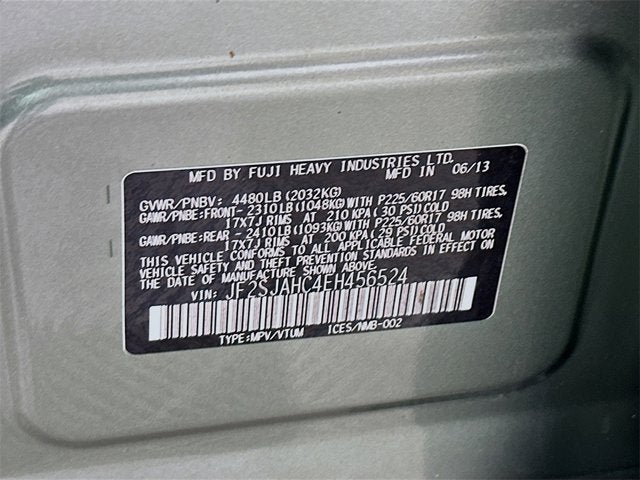 MFD BY FUJI HEAVY INDUSTRIES LTD.
MFD IN 06/13
GVWR/PNBV: 4480LB(2032KG)
GAWR/PNBE:FRONT-2310LB(1048KG)WITH P225/60R17 98H TIRES,
17X7J RIMS AT 210 KPA(30 PSI)COLD
GAWR/PNBE:REAR -2410LB(1093KG)WITH P225/60R17 98H TIRES,
17X7J RIMS AT 200 KPA(29 PSI)COLD
THIS VEHICLE CONFORMS TO ALL APPLICABLE FEDERAL MOTOR
VEHICLE SAFETY AND THEFT PREVENTION STANDARDS IN EFFECT ON
THE DATE OF MANUFACTURE SHOWN ABOVE.
VIN: JF2SJAHC4EH456524
TYPE:MPV/VTUM ICES/NMB-002